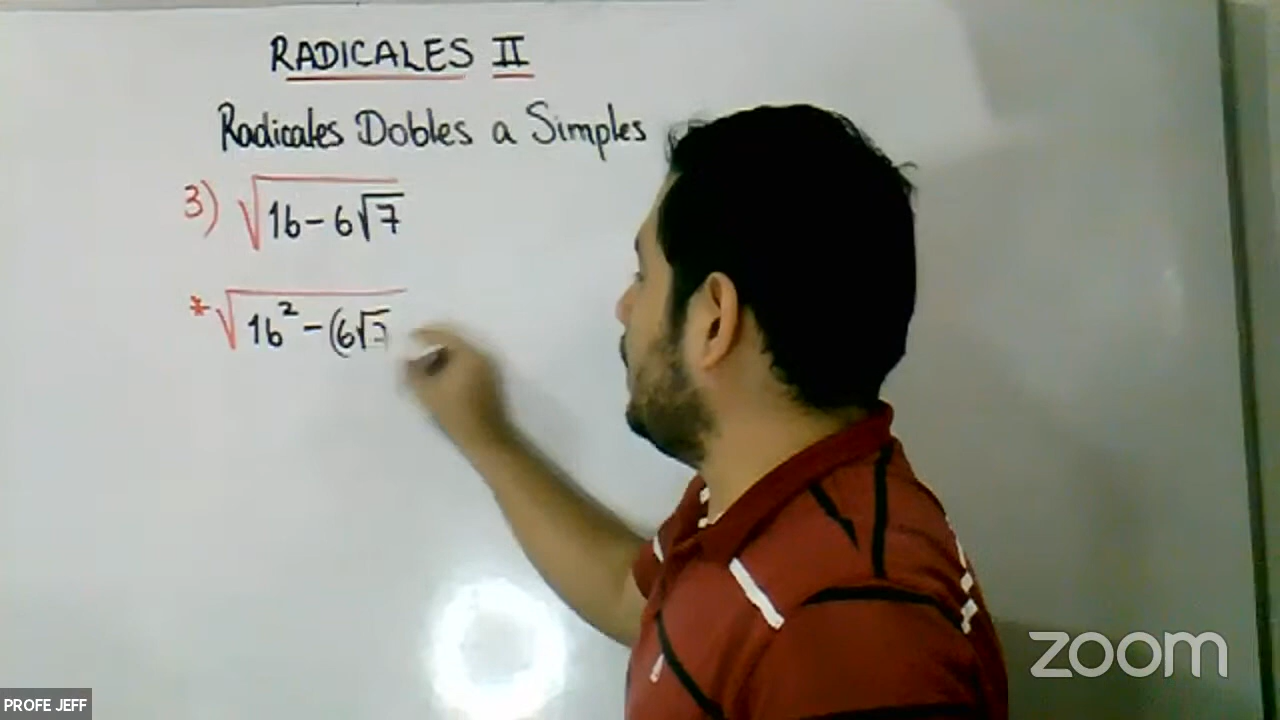 RADICALES II
Radicales Dobles a Simples
3) √(16-6√7)
*√(16²-(6√7
zoom
PROFE JEFF